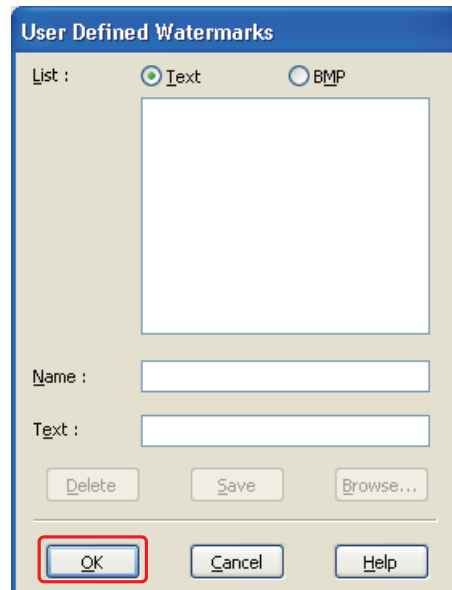 User Defined Watermarks
List : Text BMP
Name :
Text :
Delete Save Browse...
OK Cancel Help